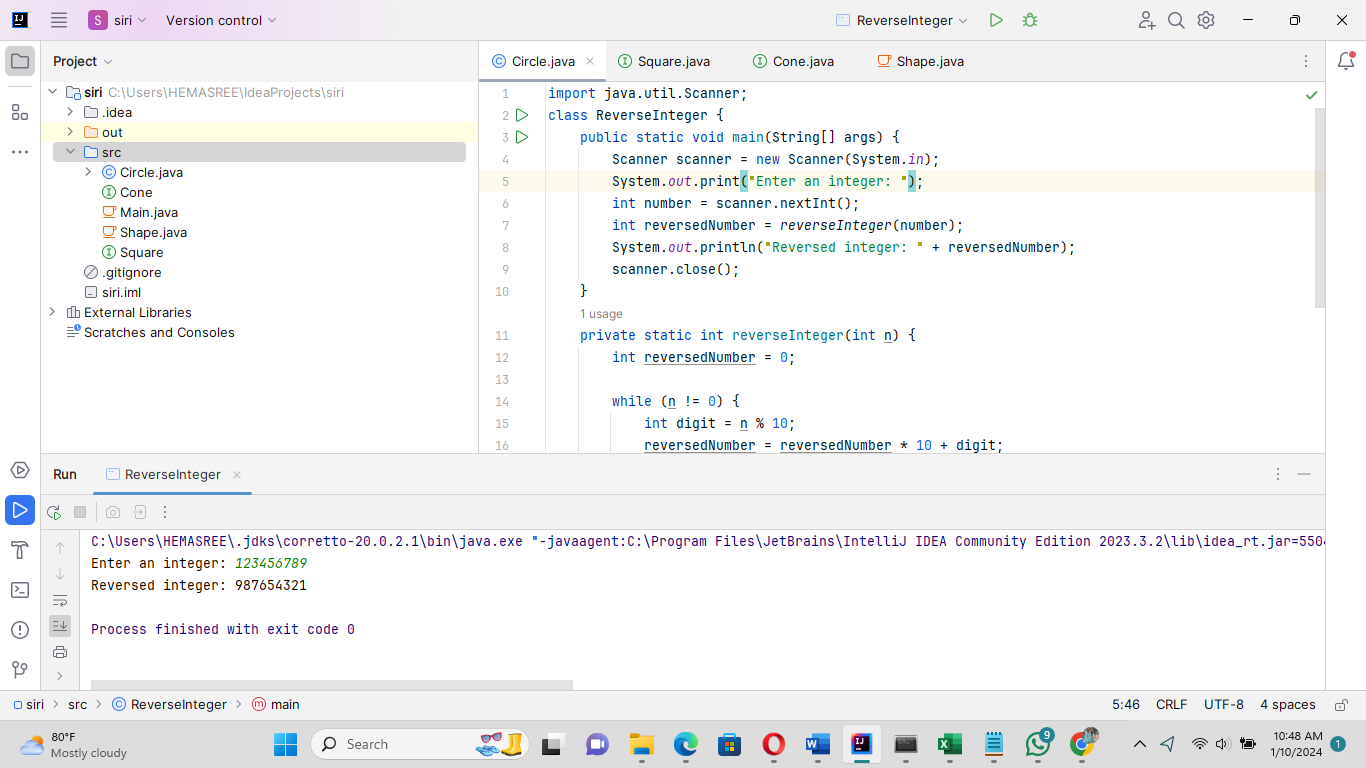 S siri Version control ReverseInteger
Project
siri C:\Users\HEMASREE\IdeaProjects\siri
.idea
out
src
Circle.java
Cone
Main.java
Shape.java
Square
.gitignore
siri.iml
External Libraries
Scratches and Consoles
Circle.java Square.java Cone.java Shape.java
1 import java.util.Scanner;
2 class ReverseInteger {
3 public static void main(String[] args) {
4 Scanner scanner = new Scanner(System.in);
5 System.out.print("Enter an integer: ");
6 int number = scanner.nextInt();
7 int reversedNumber = reverseInteger(number);
8 System.out.println("Reversed integer: " + reversedNumber);
9 scanner.close();
10 }
1 usage
11 private static int reverseInteger(int n) {
12 int reversedNumber = 0;
13
14 while (n != 0) {
15 int digit = n % 10;
16 reversedNumber = reversedNumber * 10 + digit;
Run ReverseInteger
C:\Users\HEMASREE\.jdks\corretto-20.0.2.1\bin\java.exe "-javaagent:C:\Program Files\JetBrains\IntelliJ IDEA Community Edition 2023.3.2\lib\idea_rt.jar=5504
Enter an integer: 123456789
Reversed integer: 987654321
Process finished with exit code 0
siri > src > ReverseInteger > main 5:46 CRLF UTF-8 4 spaces
80°F
Mostly cloudy
Search
9
10:48 AM
1/10/2024
1